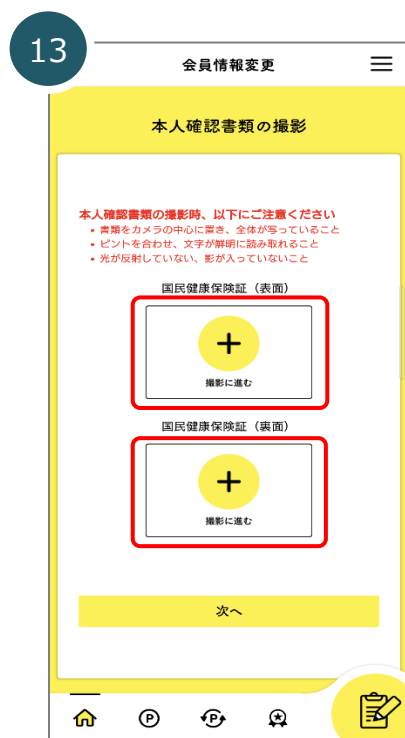 13
会員情報変更
本人確認書類の撮影
本人確認書類の撮影時、以下にご注意ください
• 書類をカメラの中心に置き、全体が写っていること
• ピントを合わせ、文字が鮮明に読み取れること
• 光が反射していない、影が入っていないこと
国民健康保険証（表面）
撮影に進む
国民健康保険証（裏面）
撮影に進む
次へ
P
P